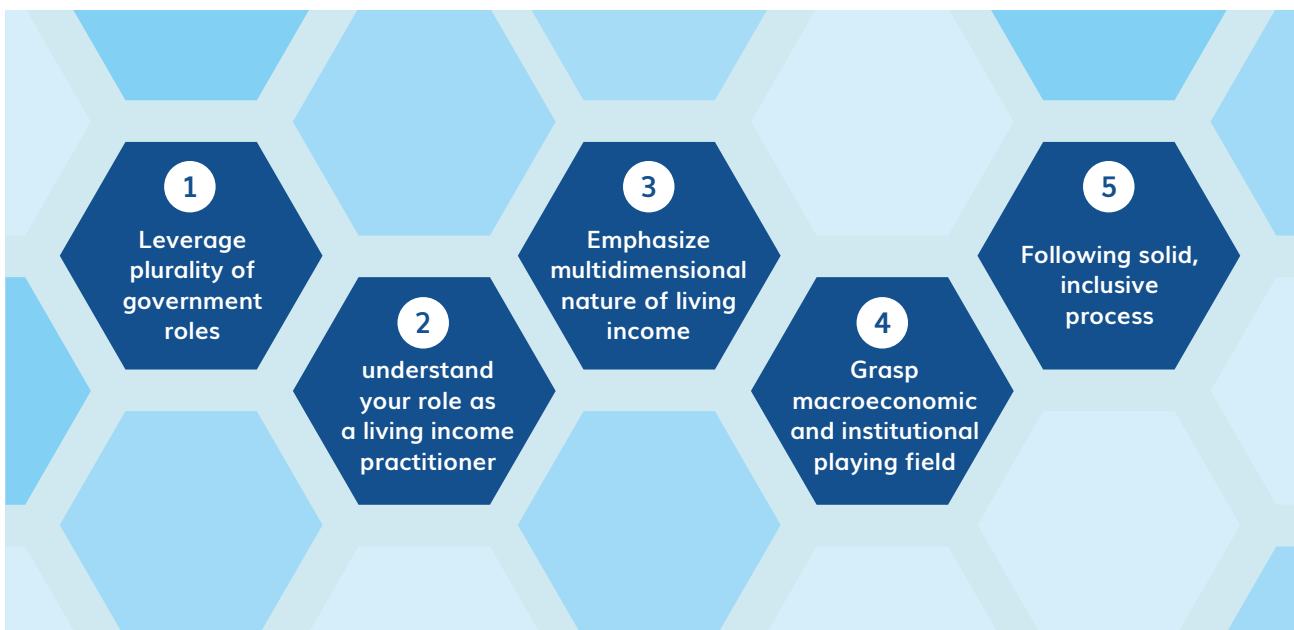 1
Leverage
plurality of
government
roles
2
understand
your role as
a living income
practitioner
3
Emphasize
multidimensional
nature of living
income
4
Grasp
macroeconomic
and institutional
playing field
5
Following solid,
inclusive
process